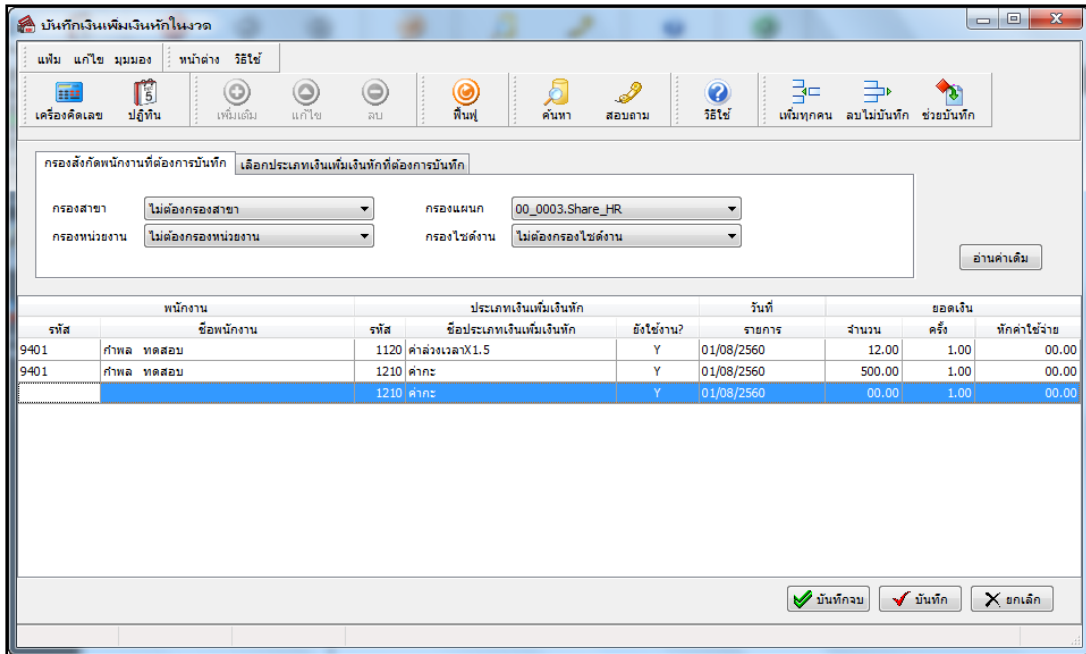 บันทึกเงินเพิ่มเงินหักในงวด
แฟ้ม แก้ไข มุมมอง หน้าต่าง วิธีใช้
เครื่องคิดเลข ปฏิทิน เพิ่มเติม แก้ไข ลบ ฟื้นฟู ค้นหา สอบถาม วิธีใช้ เพิ่มทุกคน ลบไม่บันทึก ช่วยบันทึก
กรองสังกัดพนักงานที่ต้องการบันทึก เลือกประเภทเงินเพิ่มเงินหักที่ต้องการบันทึก
กรองสาขา ไม่ต้องกรองสาขา กรองแผนก 00_0003.Share_HR
กรองหน่วยงาน ไม่ต้องกรองหน่วยงาน กรองไซด์งาน ไม่ต้องกรองไซด์งาน
อ่านค่าเดิม
พนักงาน ประเภทเงินเพิ่มเงินหัก วันที่ ยอดเงิน
รหัส ชื่อพนักงาน รหัส ชื่อประเภทเงินเพิ่มเงินหัก ยังใช้งาน? รายการ จำนวน ครั้ง หักค่าใช้จ่าย
9401 กำพล ทดสอบ 1120 ค่าล่วงเวลาX1.5 Y 01/08/2560 12.00 1.00 00.00
9401 กำพล ทดสอบ 1210 ค่ากะ Y 01/08/2560 500.00 1.00 00.00
1210 ค่ากะ Y 01/08/2560 00.00 1.00 00.00
บันทึกจบ บันทึก ยกเลิก